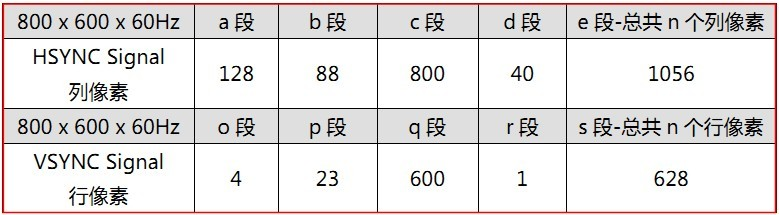 800 x 600 x 60Hz a 段 b 段 c 段 d 段 e 段-总共 n 个列像素
HSYNC Signal
列像素 128 88 800 40 1056
800 x 600 x 60Hz o 段 p 段 q 段 r 段 s 段-总共 n 个行像素
VSYNC Signal
行像素 4 23 600 1 628